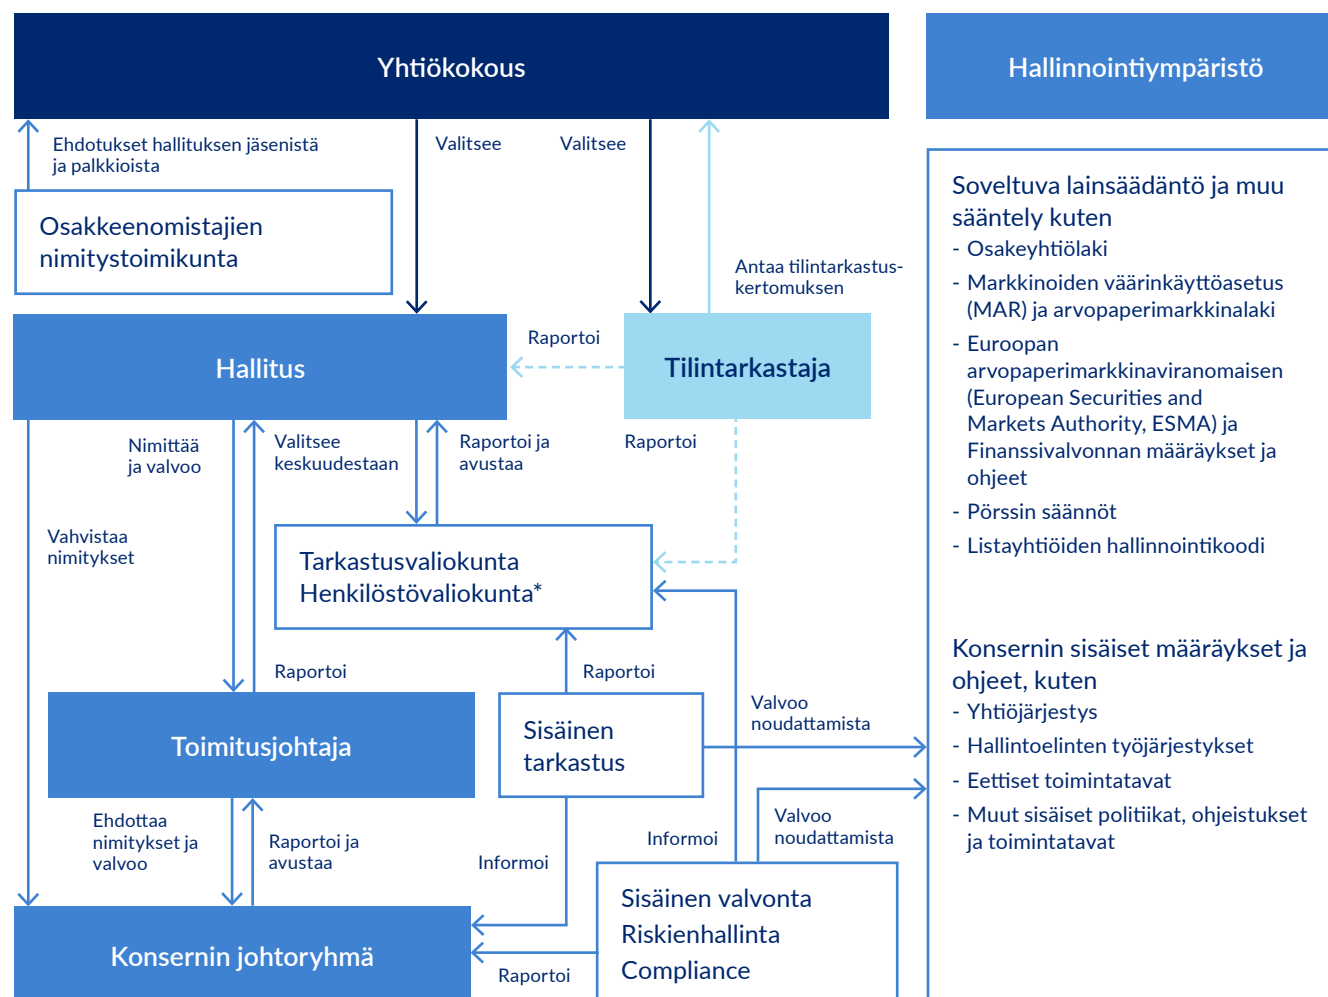 Yhtiökokous
Hallinnointiympäristö
Ehdotukset hallituksen jäsenistä
ja palkkioista
Valitsee
Valitsee
Osakkeenomistajien
nimitystoimikunta
Antaa tilintarkastus-
kertomuksen
Hallitus
Raportoi
Tilintarkastaja
Nimittää
ja valvoo
Valitsee
keskuudestaan
Raportoi ja
avustaa
Raportoi
Vahvistaa
nimitykset
Tarkastusvaliokunta
Henkilöstövaliokunta*
Raportoi
Raportoi
Toimitusjohtaja
Sisäinen
tarkastus
Valvoo
noudattamista
Ehdottaa
nimitykset ja
valvoo
Raportoi ja
avustaa
Informoi
Informoi
Valvoo
noudattamista
Konsernin johtoryhmä
Raportoi
Sisäinen valvonta
Riskienhallinta
Compliance
Soveltuva lainsäädäntö ja muu
sääntely kuten
- Osakeyhtiölaki
- Markkinoiden väärinkäyttöasetus
(MAR) ja arvopaperimarkkinalaki
- Euroopan
arvopaperimarkkinaviranomaisen
(European Securities and
Markets Authority, ESMA) ja
Finanssivalvonnan määräykset ja
ohjeet
- Pörssin säännöt
- Listayhtiöiden hallinnointikoodi
Konsernin sisäiset määräykset ja
ohjeet, kuten
- Yhtiöjärjestys
- Hallintoelinten työjärjestykset
- Eettiset toimintatavat
- Muut sisäiset politiikat, ohjeistukset
ja toimintatavat